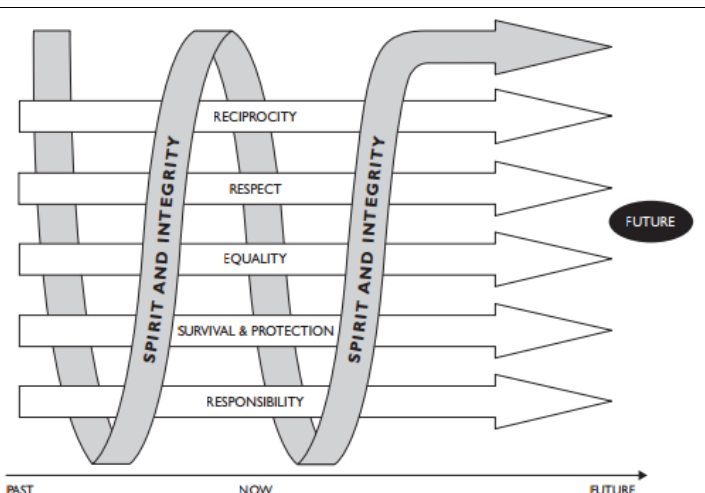 RECIPROCITY
RESPECT
EQUALITY
SURVIVAL & PROTECTION
RESPONSIBILITY
SPIRIT AND INTEGRITY
SPIRIT AND INTEGRITY
FUTURE
PAST
NOW
FUTURE